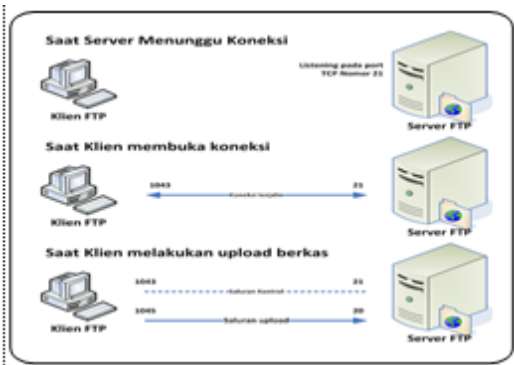 Saat Server Menunggu Koneksi
Listening pada port
TCP Nomor 21
Klien FTP
Server FTP
Saat Klien membuka koneksi
1043
21
Koneksi terjalin
Klien FTP
Server FTP
Saat Klien melakukan upload berkas
1043
21
Saluran Kontrol
1045
20
Saluran upload
Klien FTP
Server FTP